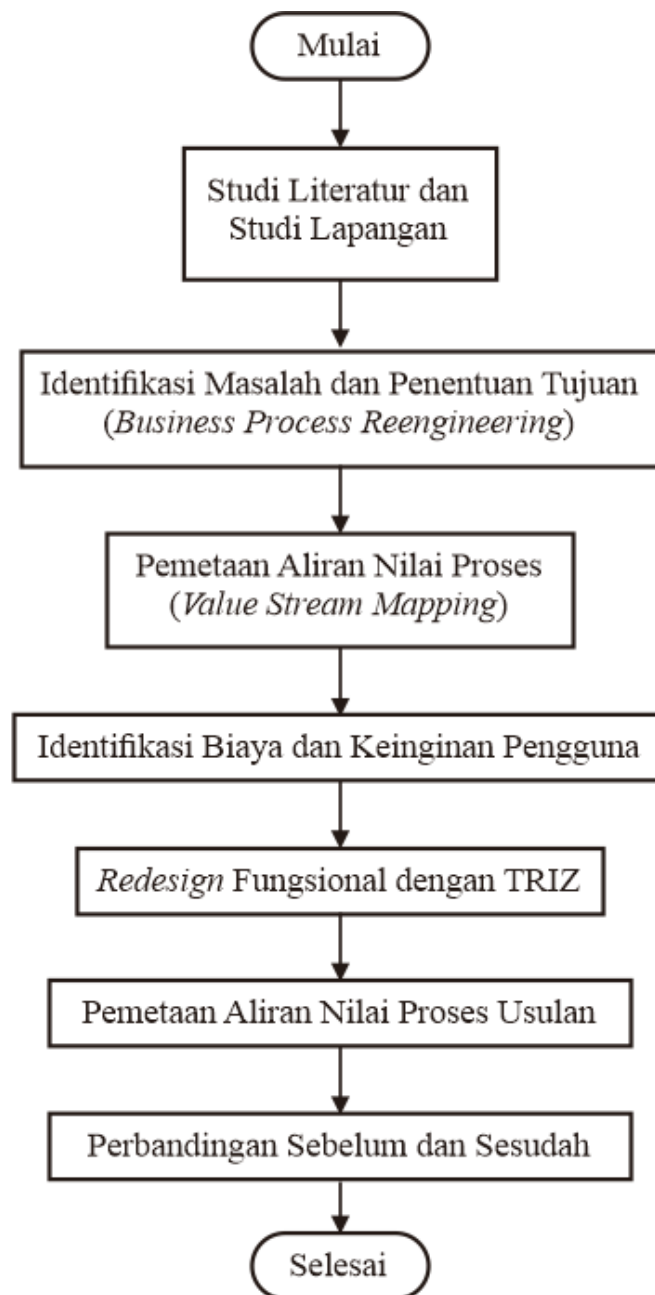 Mulai
Studi Literatur dan
Studi Lapangan
Identifikasi Masalah dan Penentuan Tujuan
(Business Process Reengineering)
Pemetaan Aliran Nilai Proses
(Value Stream Mapping)
Identifikasi Biaya dan Keinginan Pengguna
Redesign Fungsional dengan TRIZ
Pemetaan Aliran Nilai Proses Usulan
Perbandingan Sebelum dan Sesudah
Selesai